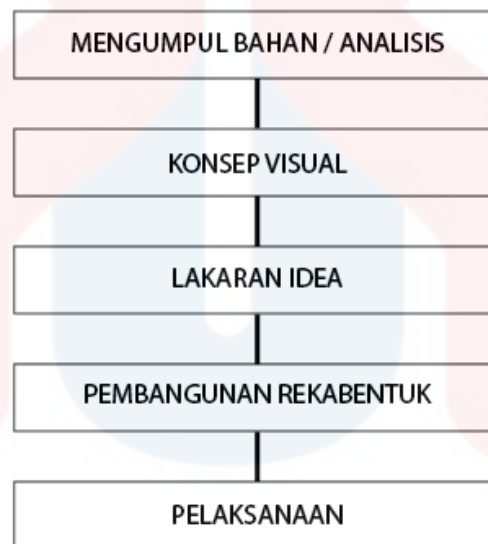 MENGUMPUL BAHAN / ANALISIS
KONSEP VISUAL
LAKARAN IDEA
PEMBANGUNAN REKABENTUK
PELAKSANAAN